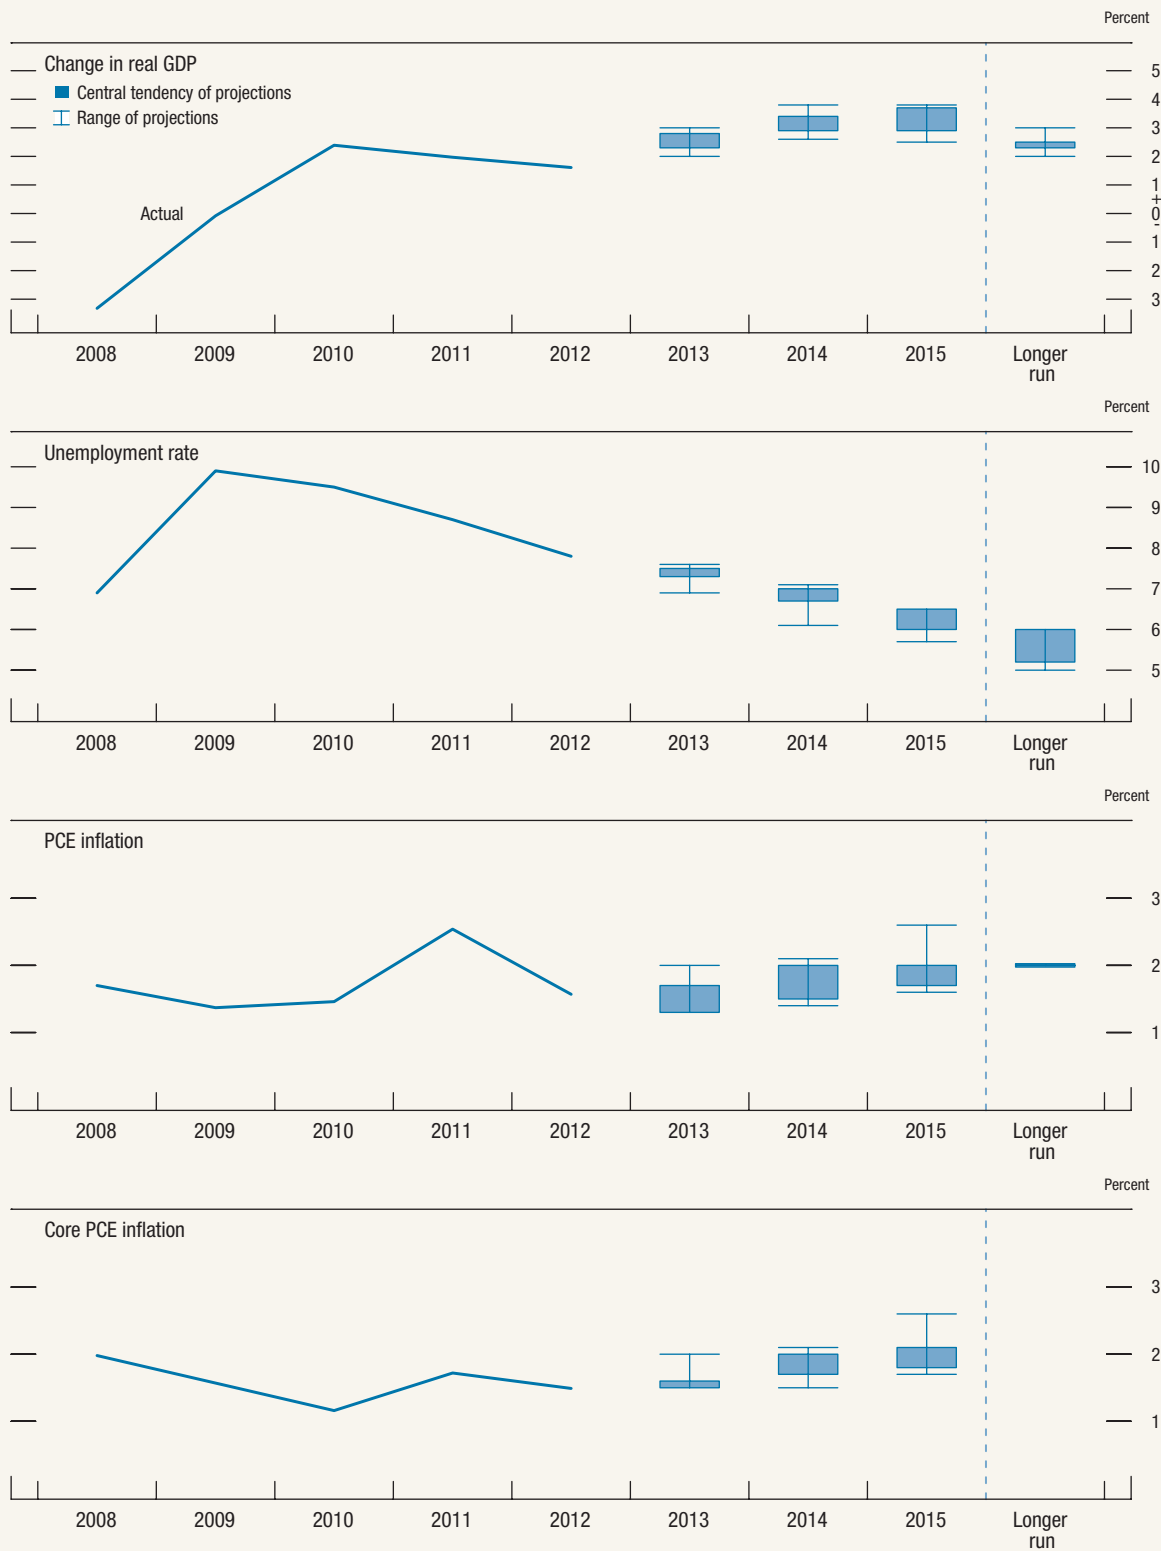 Percent
Change in real GDP
Central tendency of projections
Range of projections
Actual
5
4
3
2
1
+
0
-
1
2
3
2008 2009 2010 2011 2012 2013 2014 2015 Longer
run
Percent
Unemployment rate
10
9
8
7
6
5
2008 2009 2010 2011 2012 2013 2014 2015 Longer
run
Percent
PCE inflation
3
2
1
2008 2009 2010 2011 2012 2013 2014 2015 Longer
run
Percent
Core PCE inflation
3
2
1
2008 2009 2010 2011 2012 2013 2014 2015 Longer
run